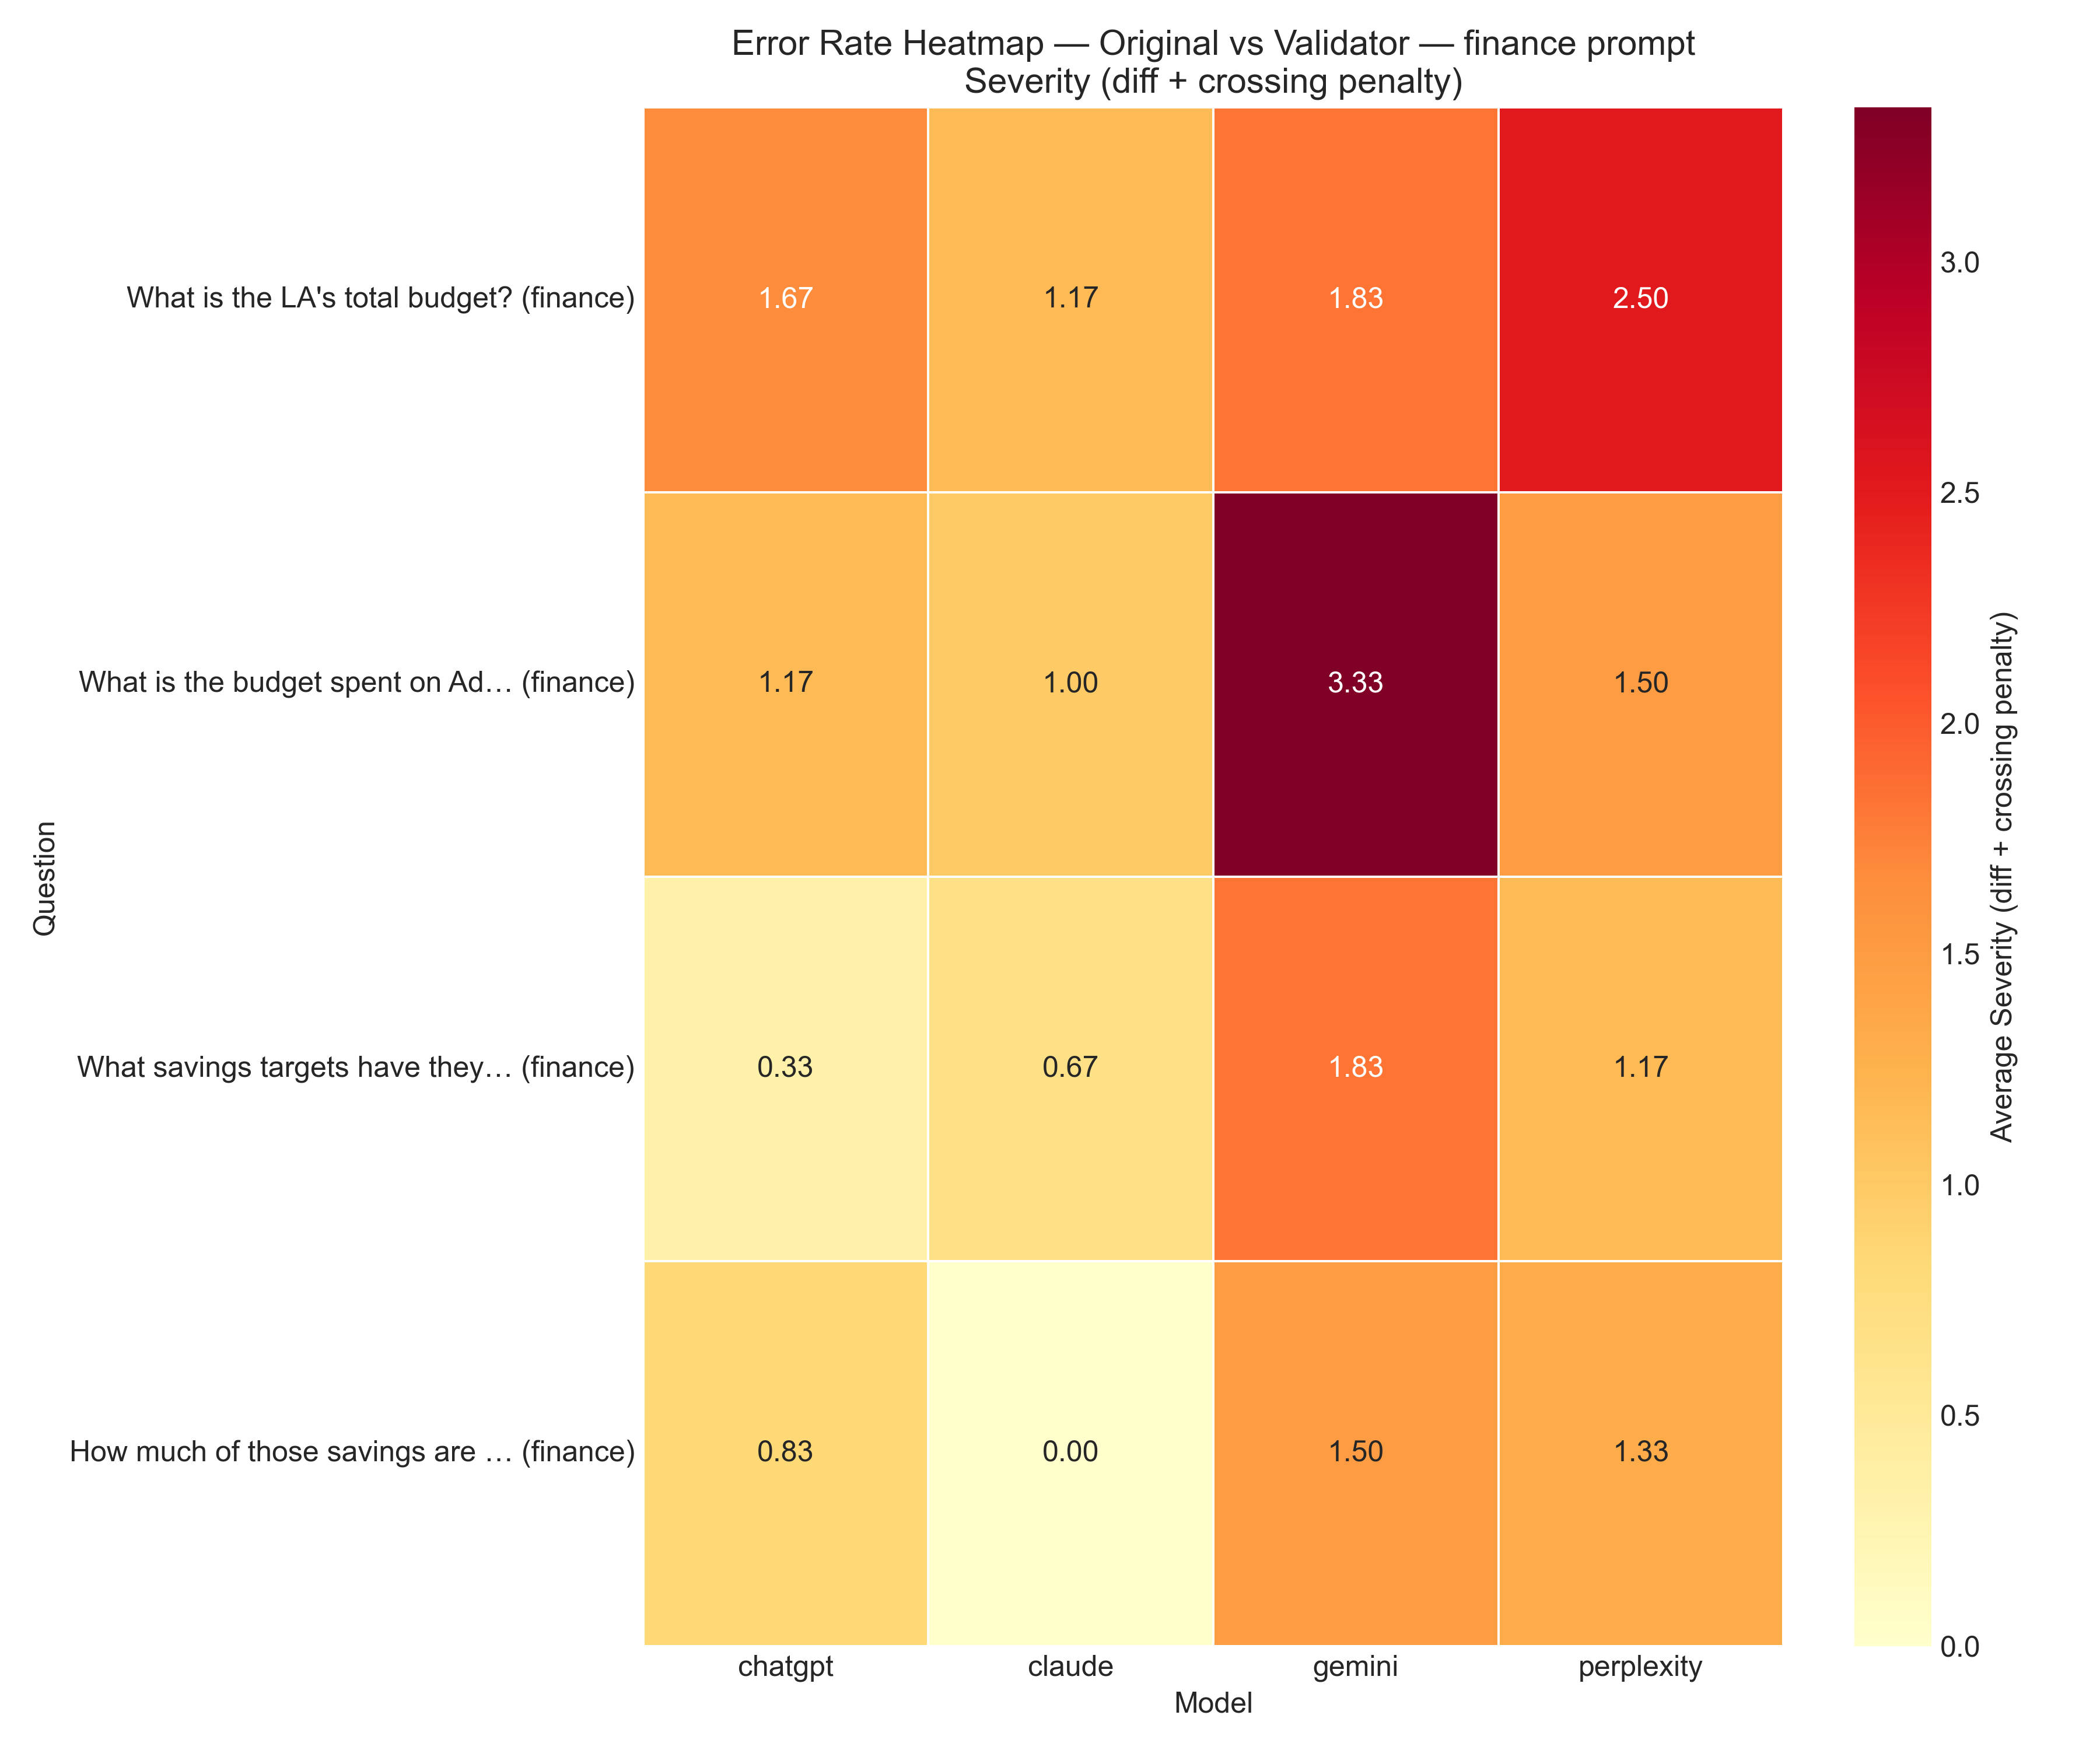 Error Rate Heatmap — Original vs Validator — finance prompt
Severity (diff + crossing penalty)
What is the LA's total budget? (finance)
1.67
1.17
1.83
2.50
What is the budget spent on Ad… (finance)
1.17
1.00
3.33
1.50
What savings targets have they… (finance)
0.33
0.67
1.83
1.17
How much of those savings are … (finance)
0.83
0.00
1.50
1.33
chatgpt
claude
gemini
perplexity
Model
Question
3.0
2.5
2.0
1.5
1.0
0.5
0.0
Average Severity (diff + crossing penalty)